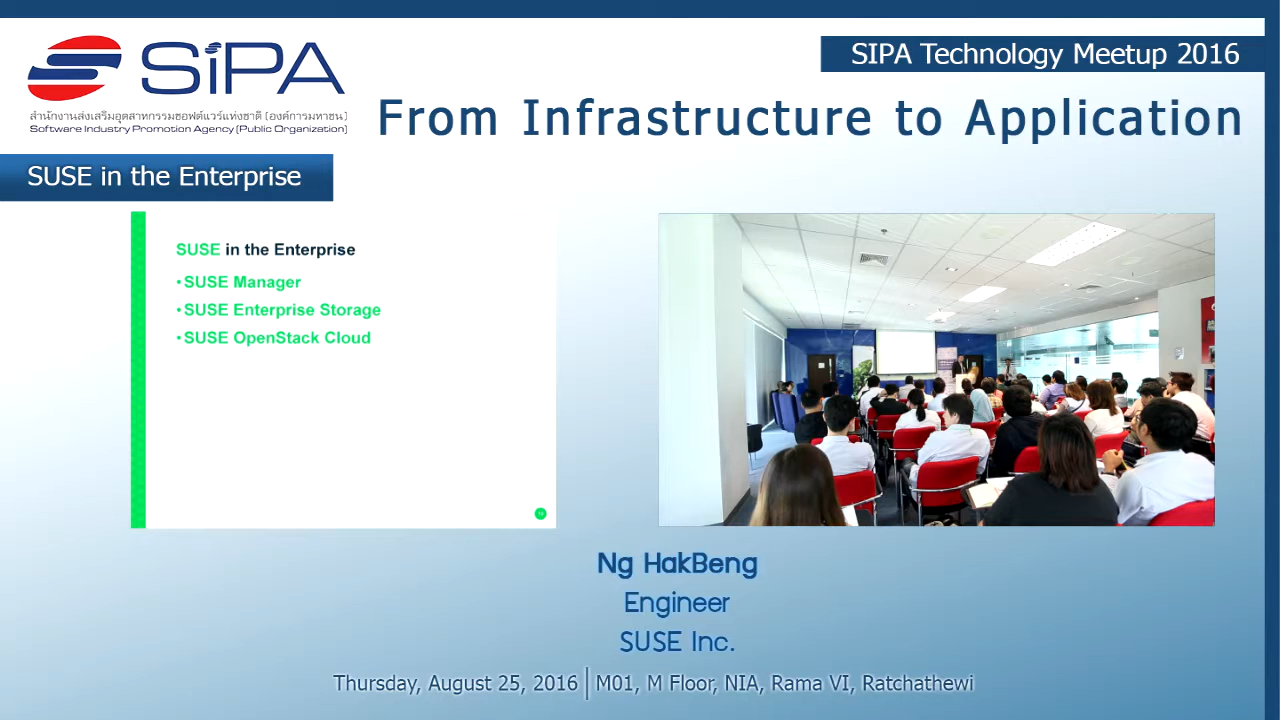 SIPA
สำนักงานส่งเสริมอุตสาหกรรมซอฟต์แวร์แห่งชาติ (องค์การมหาชน)
Software Industry Promotion Agency (Public Organization)
SIPA Technology Meetup 2016
From Infrastructure to Application
SUSE in the Enterprise
SUSE in the Enterprise
•SUSE Manager
•SUSE Enterprise Storage
•SUSE OpenStack Cloud
Ng HakBeng
Engineer
SUSE Inc.
Thursday, August 25, 2016 | M01, M Floor, NIA, Rama VI, Ratchathewi